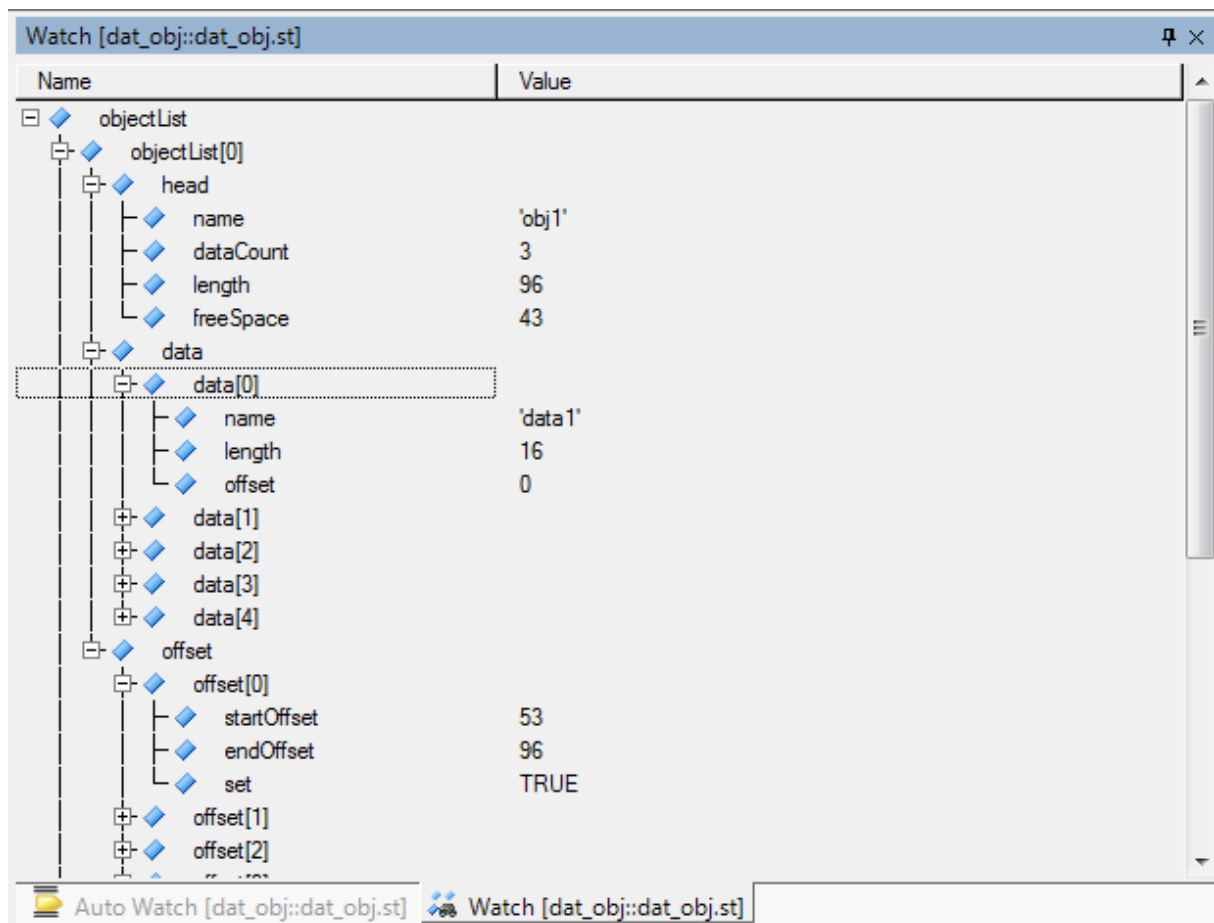 Watch [dat_obj::dat_obj.st]
Name Value
objectList
objectList[0]
head
name 'obj1'
dataCount 3
length 96
freeSpace 43
data
data[0]
name 'data1'
length 16
offset 0
data[1]
data[2]
data[3]
data[4]
offset
offset[0]
startOffset 53
endOffset 96
set TRUE
offset[1]
offset[2]
Auto Watch [dat_obj::dat_obj.st] Watch [dat_obj::dat_obj.st]